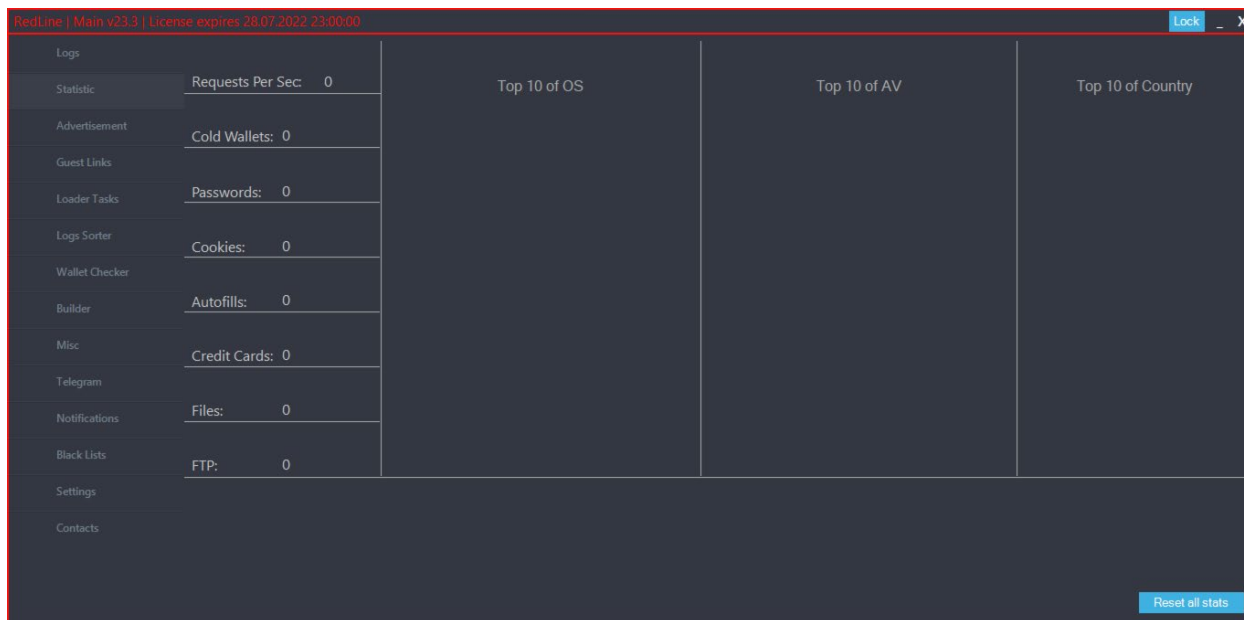 RedLine | Main v23.3 | License expires 28.07.2022 23:00:00
Lock _ X
Logs
Statistic
Advertisement
Guest Links
Loader Tasks
Logs Sorter
Wallet Checker
Builder
Misc
Telegram
Notifications
Black Lists
Settings
Contacts
Requests Per Sec: 0
Cold Wallets: 0
Passwords: 0
Cookies: 0
Autofills: 0
Credit Cards: 0
Files: 0
FTP: 0
Top 10 of OS
Top 10 of AV
Top 10 of Country
Reset all stats